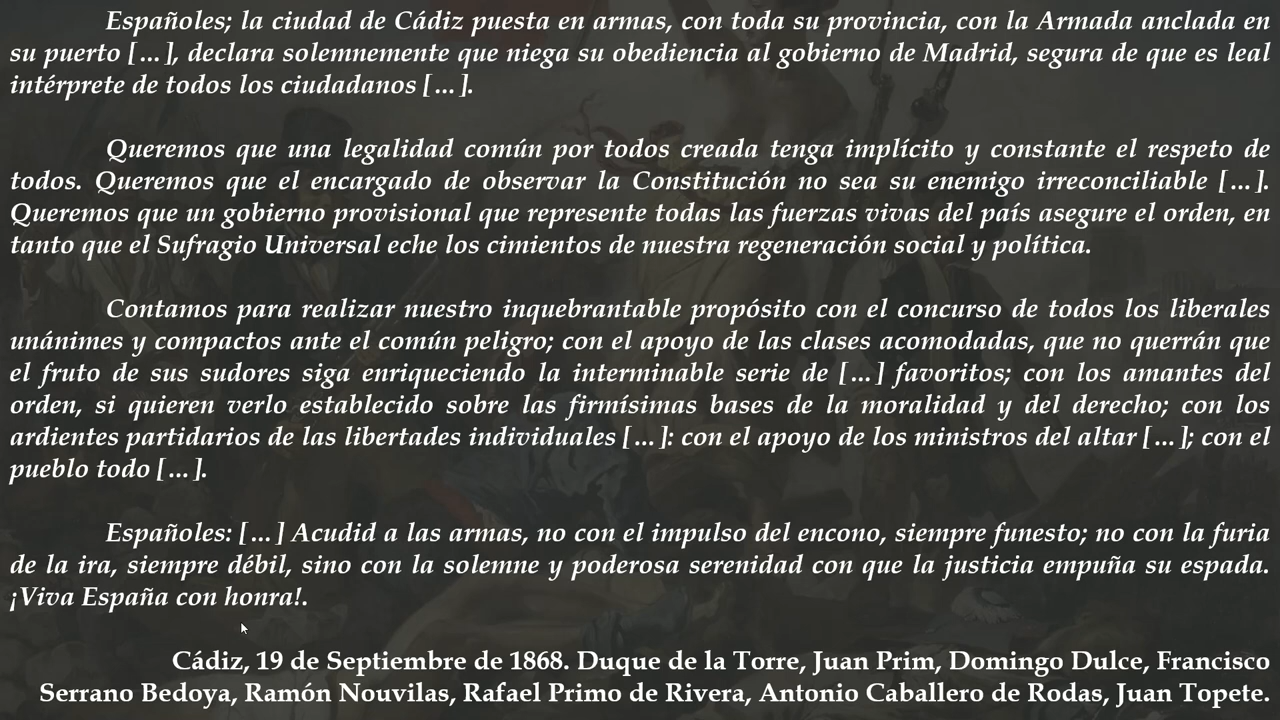 Españoles; la ciudad de Cádiz puesta en armas, con toda su provincia, con la Armada anclada en
su puerto [...], declara solemnemente que niega su obediencia al gobierno de Madrid, segura de que es leal
intérprete de todos los ciudadanos [...].
Queremos que una legalidad común por todos creada tenga implícito y constante el respeto de
todos. Queremos que el encargado de observar la Constitución no sea su enemigo irreconciliable [...].
Queremos que un gobierno provisional que represente todas las fuerzas vivas del país asegure el orden, en
tanto que el Sufragio Universal eche los cimientos de nuestra regeneración social y política.
Contamos para realizar nuestro inquebrantable propósito con el concurso de todos los liberales
unánimes y compactos ante el común peligro; con el apoyo de las clases acomodadas, que no querrán que
el fruto de sus sudores siga enriqueciendo la interminable serie de [...] favoritos; con los amantes del
orden, si quieren verlo establecido sobre las firmísimas bases de la moralidad y del derecho; con los
ardientes partidarios de las libertades individuales [...]: con el apoyo de los ministros del altar [...]; con el
pueblo todo [...].
Españoles: [...] Acudid a las armas, no con el impulso del encono, siempre funesto; no con la furia
de la ira, siempre débil, sino con la solemne y poderosa serenidad con que la justicia empuña su espada.
¡Viva España con honra!.
Cádiz, 19 de Septiembre de 1868. Duque de la Torre, Juan Prim, Domingo Dulce, Francisco
Serrano Bedoya, Ramón Nouvilas, Rafael Primo de Rivera, Antonio Caballero de Rodas, Juan Topete.